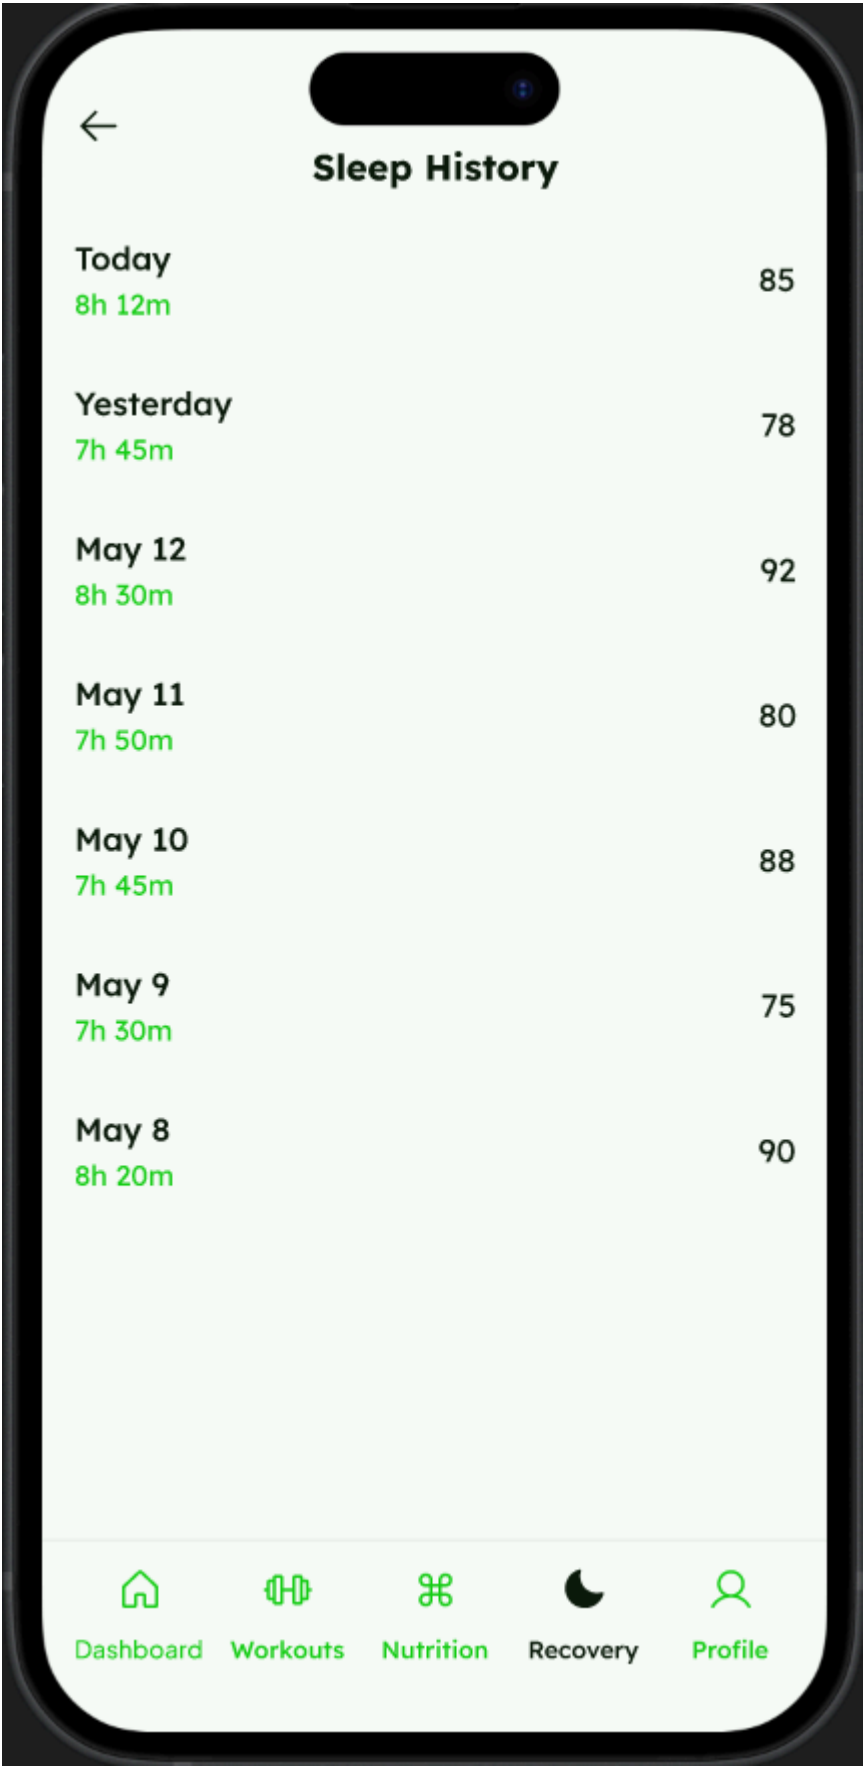 Sleep History
Today
8h 12m
85
Yesterday
7h 45m
78
May 12
8h 30m
92
May 11
7h 50m
80
May 10
7h 45m
88
May 9
7h 30m
75
May 8
8h 20m
90
Dashboard Workouts Nutrition Recovery Profile